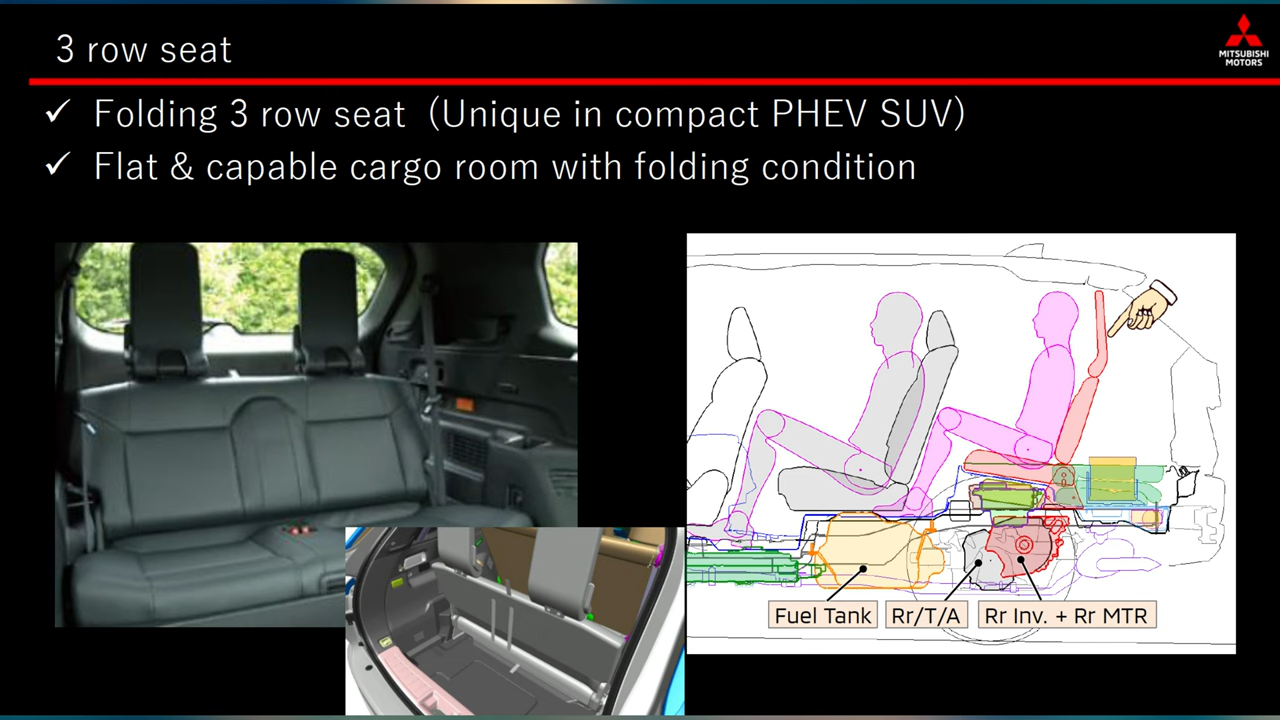 3 row seat
MITSUBISHI
MOTORS
✓ Folding 3 row seat (Unique in compact PHEV SUV)
✓ Flat & capable cargo room with folding condition
Fuel Tank
Rr/T/A
Rr Inv. + Rr MTR